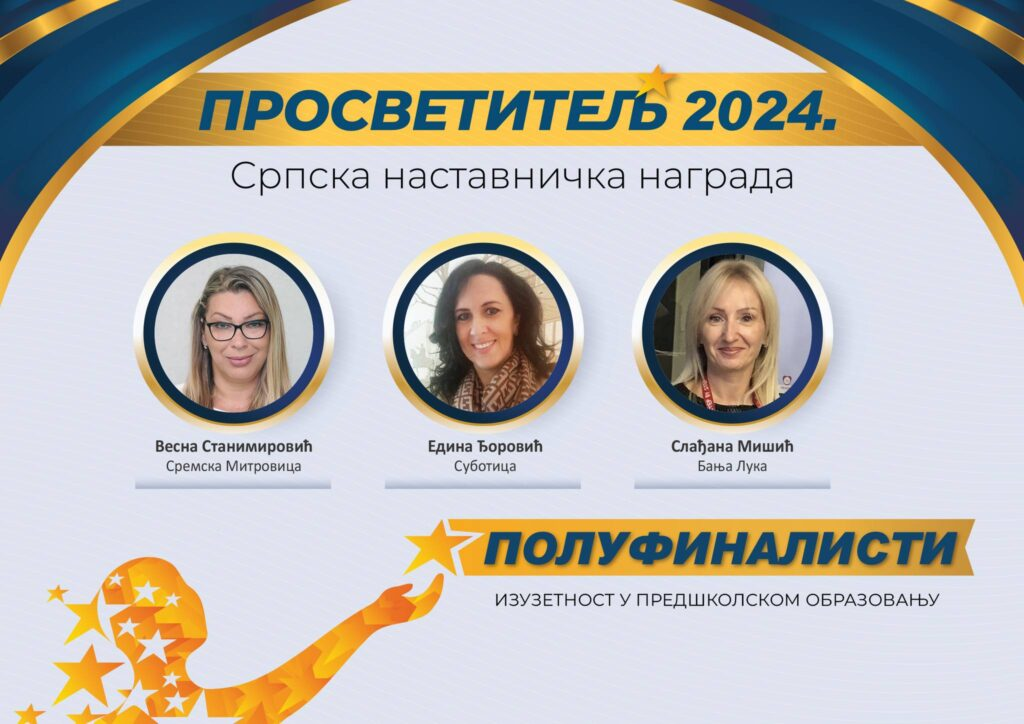 ПРОСВЕТИТЕЉ 2024.
Српска наставничка награда
Весна Станимировић
Сремска Митровица
Едина Ђоровић
Суботица
Слађана Мишић
Бања Лука
ПОЛУФИНАЛИСТИ
ИЗУЗЕТНОСТ У ПРЕДШКОЛСКОМ ОБРАЗОВАЊУ